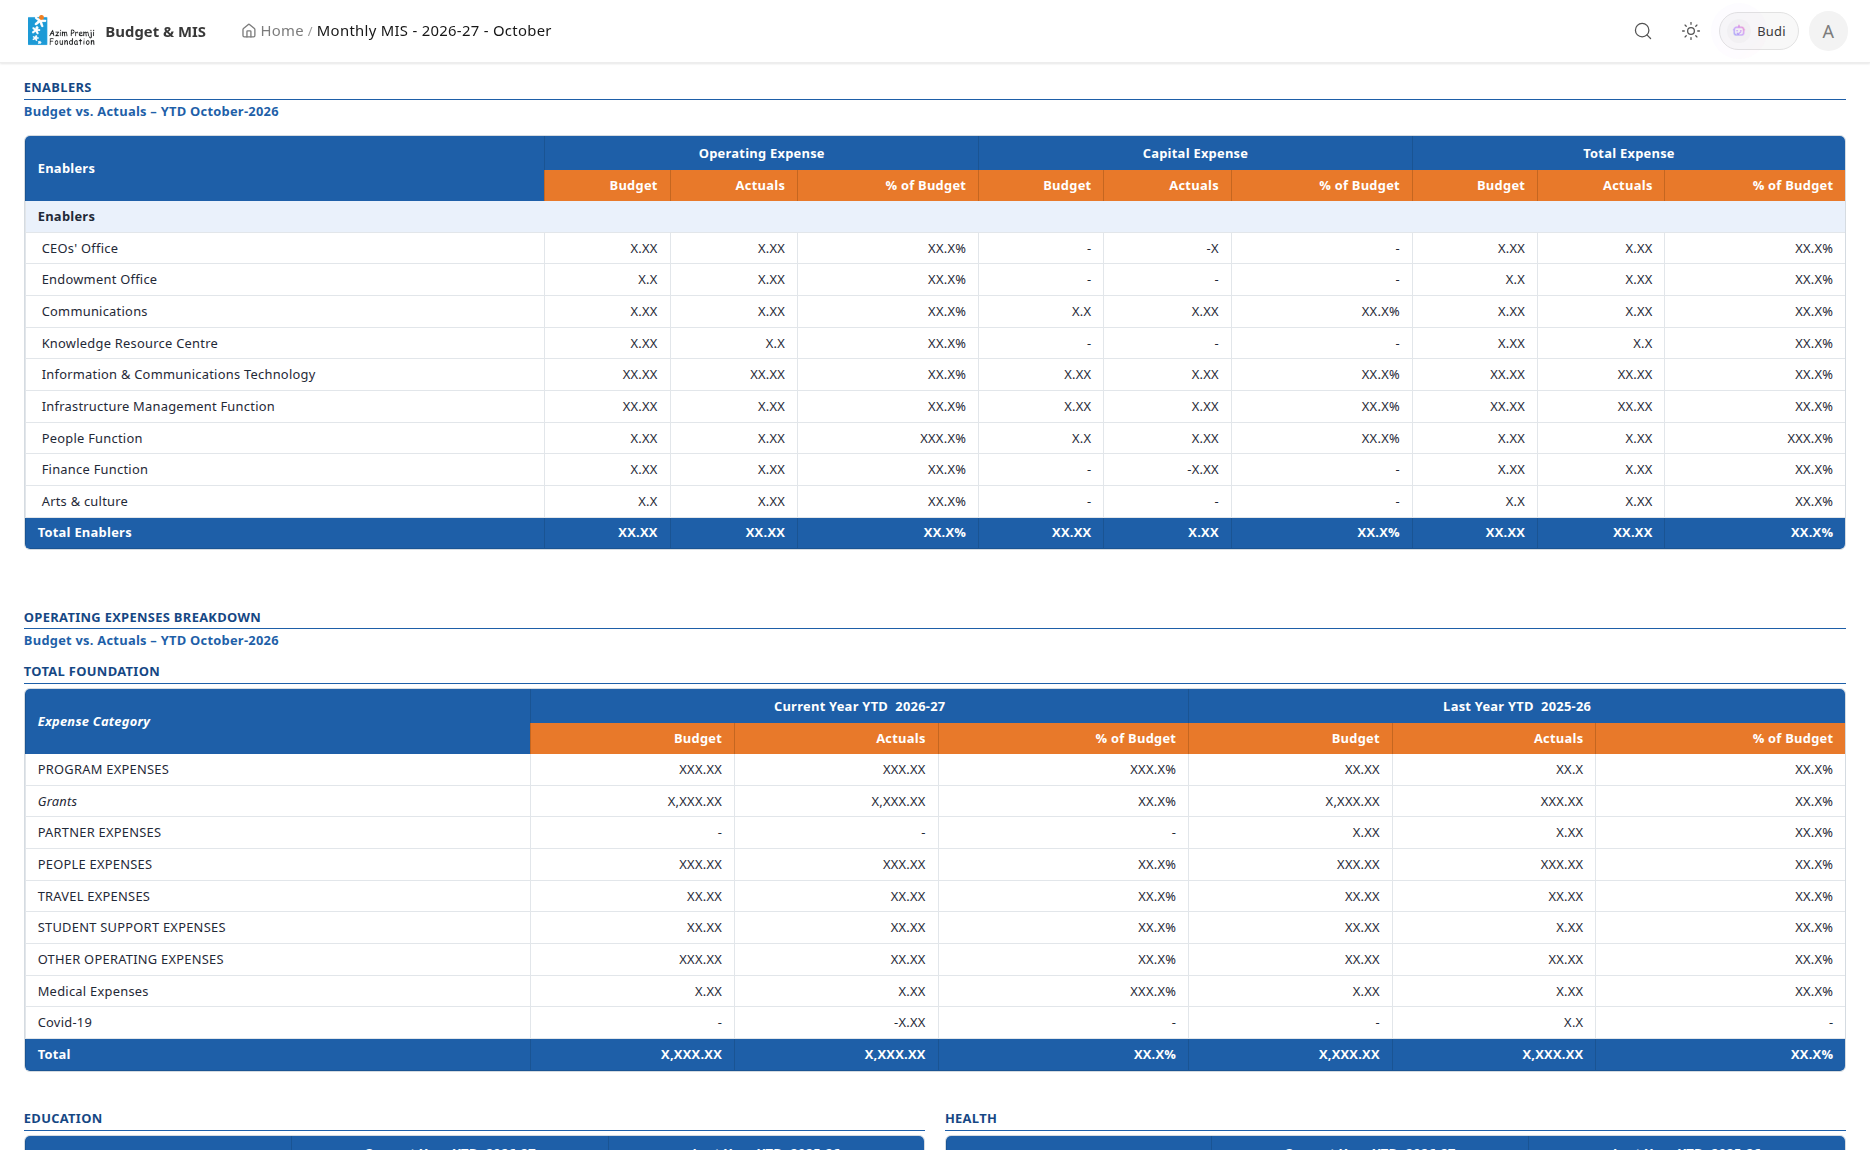 Azim Premji
Foundation
Budget & MIS
Home / Monthly MIS - 2026-27 - October
Budi
A
ENABLERS
Budget vs. Actuals – YTD October-2026
Enablers Operating Expense Capital Expense Total Expense
Budget Actuals % of Budget Budget Actuals % of Budget Budget Actuals % of Budget
Enablers
CEOs' Office X.XX X.XX XX.X% - -X - X.XX X.XX XX.X%
Endowment Office X.X X.XX XX.X% - - - X.X X.XX XX.X%
Communications X.XX X.XX XX.X% X.X X.XX XX.X% X.XX X.XX XX.X%
Knowledge Resource Centre X.XX X.X XX.X% - - - X.XX X.X XX.X%
Information & Communications Technology XX.XX XX.XX XX.X% X.XX X.XX XX.X% XX.XX XX.XX XX.X%
Infrastructure Management Function XX.XX X.XX XX.X% X.XX X.XX XX.X% XX.XX XX.XX XX.X%
People Function X.XX X.XX XXX.X% X.X X.XX XX.X% X.XX X.XX XXX.X%
Finance Function X.XX X.XX XX.X% - -X.XX - X.XX X.XX XX.X%
Arts & culture X.X X.XX XX.X% - - - X.X X.XX XX.X%
Total Enablers XX.XX XX.XX XX.X% XX.XX X.XX XX.X% XX.XX XX.XX XX.X%
OPERATING EXPENSES BREAKDOWN
Budget vs. Actuals – YTD October-2026
TOTAL FOUNDATION
Expense Category Current Year YTD 2026-27 Last Year YTD 2025-26
Budget Actuals % of Budget Budget Actuals % of Budget
PROGRAM EXPENSES XXX.XX XXX.XX XXX.X% XX.XX XX.X XX.X%
Grants X,XXX.XX X,XXX.XX XX.X% X,XXX.XX XXX.XX XX.X%
PARTNER EXPENSES - - - X.XX X.XX XX.X%
PEOPLE EXPENSES XXX.XX XXX.XX XX.X% XXX.XX XXX.XX XX.X%
TRAVEL EXPENSES XX.XX XX.XX XX.X% XX.XX XX.XX XX.X%
STUDENT SUPPORT EXPENSES XX.XX XX.XX XX.X% XX.XX X.XX XX.X%
OTHER OPERATING EXPENSES XXX.XX XX.XX XX.X% XX.XX XX.XX XX.X%
Medical Expenses X.XX X.XX XXX.X% X.XX X.XX XX.X%
Covid-19 - -X.XX - - X.X -
Total X,XXX.XX X,XXX.XX XX.X% X,XXX.XX X,XXX.XX XX.X%
EDUCATION HEALTH